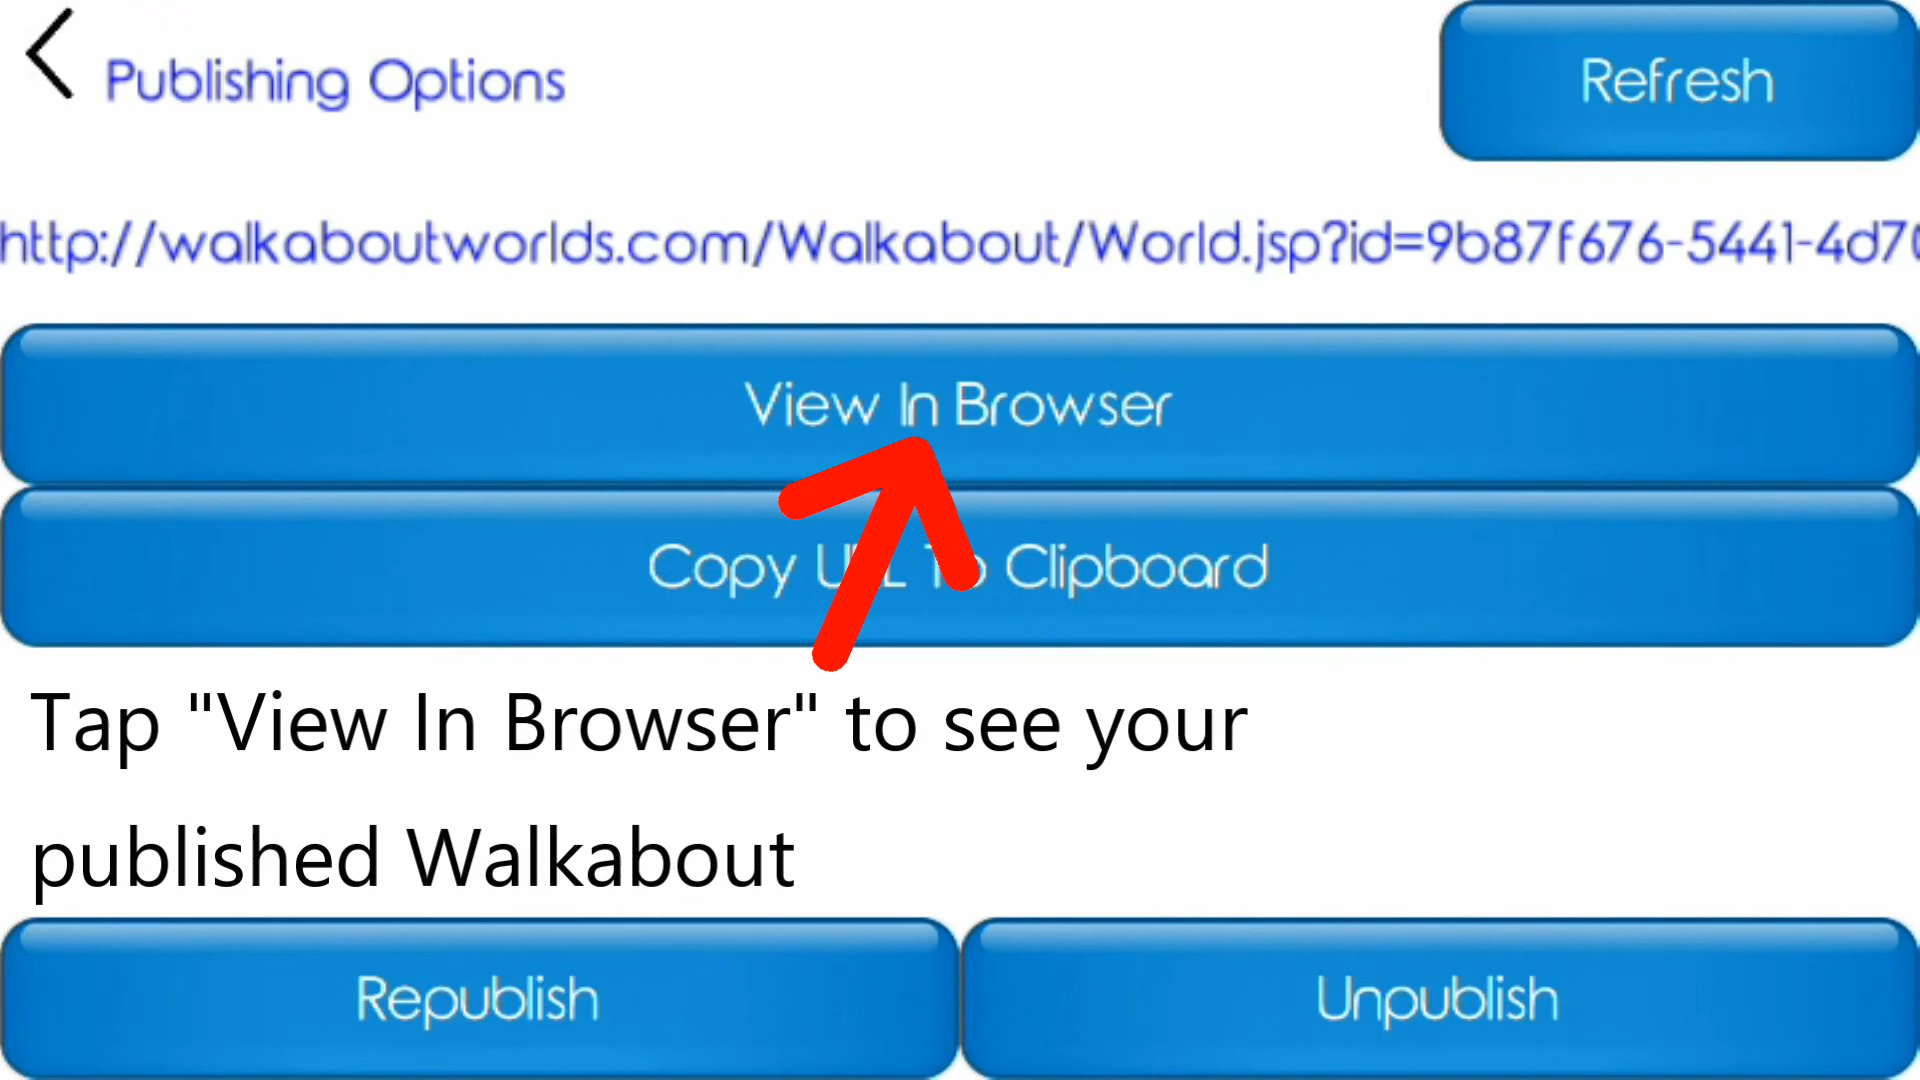 Publishing Options
Refresh
http://walkaboutworlds.com/Walkabout/World.jsp?id=9b87f676-5441-4d70
View In Browser
Copy URL To Clipboard
Tap "View In Browser" to see your
published Walkabout
Republish
Unpublish